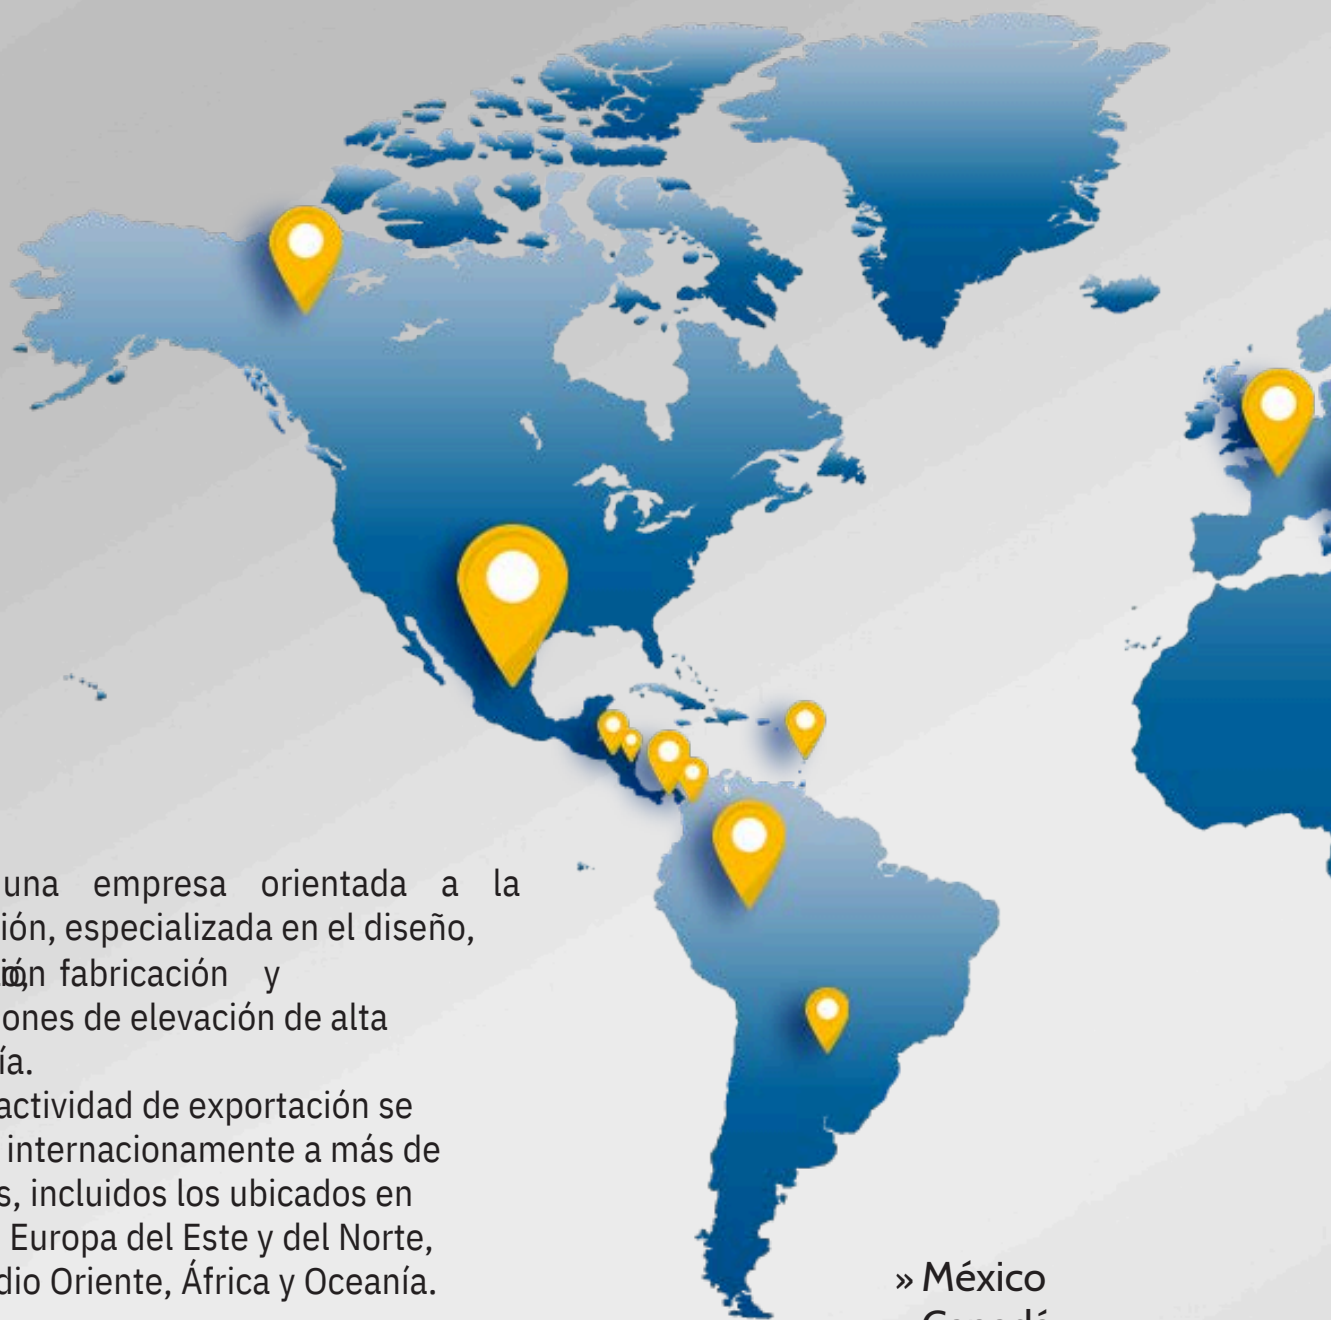 una empresa orientada a la
ión, especializada en el diseño,
fabricación y
ones de elevación de alta
ía.
actividad de exportación se
internacionamente a más de
s, incluidos los ubicados en
Europa del Este y del Norte,
dio Oriente, África y Oceanía.
» México